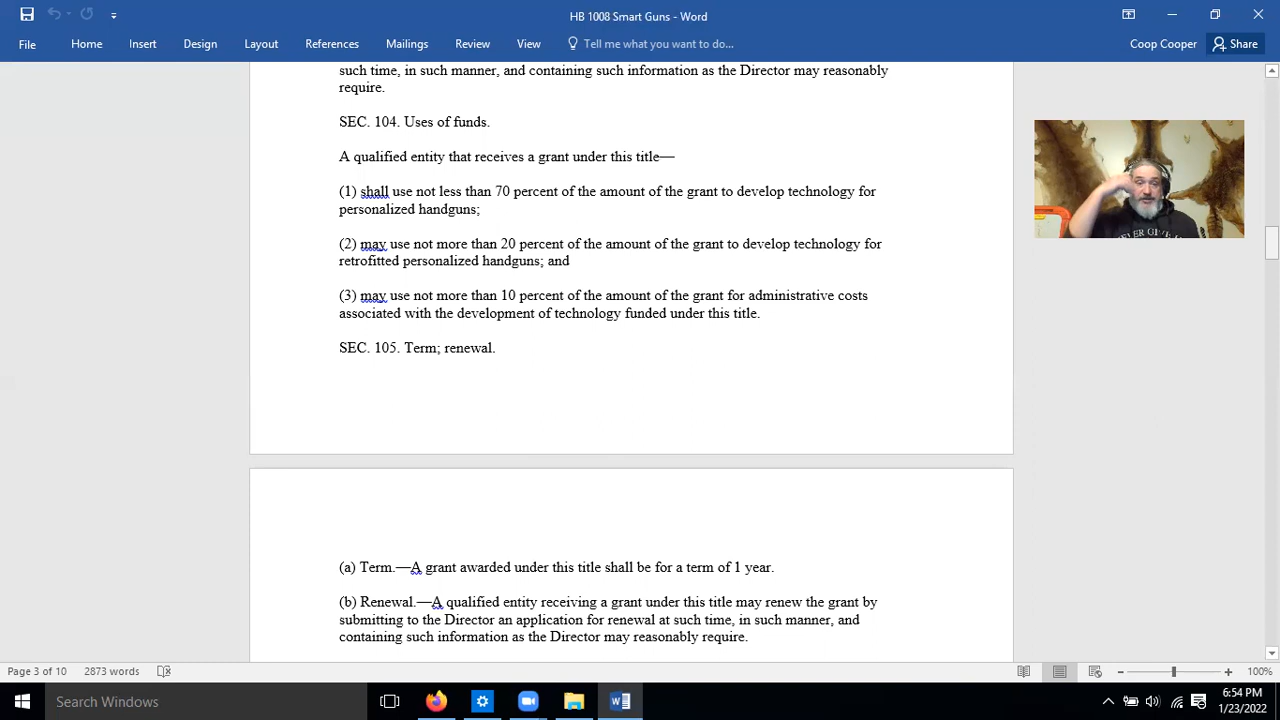 HB 1008 Smart Guns - Word
File Home Insert Design Layout References Mailings Review View Tell me what you want to do... Coop Cooper Share
such time, in such manner, and containing such information as the Director may reasonably
require.
SEC. 104. Uses of funds.
A qualified entity that receives a grant under this title—
(1) shall use not less than 70 percent of the amount of the grant to develop technology for
personalized handguns;
(2) may use not more than 20 percent of the amount of the grant to develop technology for
retrofitted personalized handguns; and
(3) may use not more than 10 percent of the amount of the grant for administrative costs
associated with the development of technology funded under this title.
SEC. 105. Term; renewal.
(a) Term.—A grant awarded under this title shall be for a term of 1 year.
(b) Renewal.—A qualified entity receiving a grant under this title may renew the grant by
submitting to the Director an application for renewal at such time, in such manner, and
containing such information as the Director may reasonably require.
Page 3 of 10 2873 words 100%
Search Windows
6:54 PM
1/23/2022